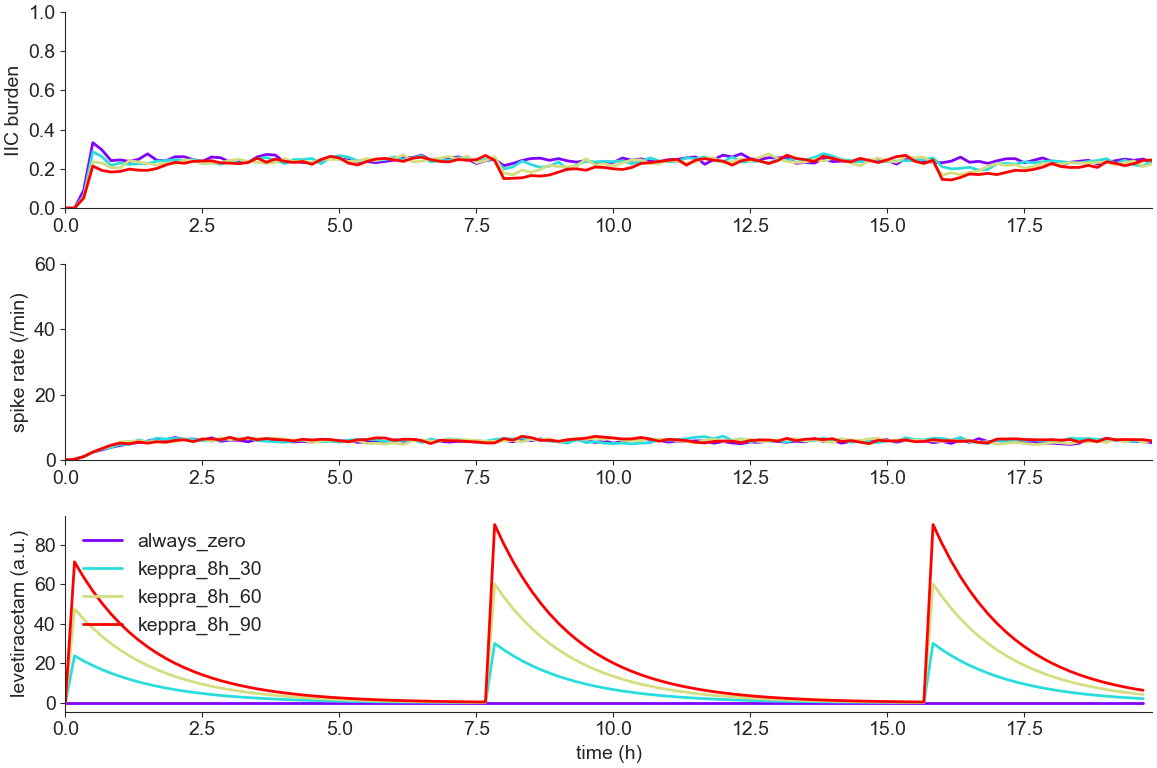 IIC burden
1.0
0.8
0.6
0.4
0.2
0.0
0.0 2.5 5.0 7.5 10.0 12.5 15.0 17.5
spike rate (/min)
60
40
20
0
0.0 2.5 5.0 7.5 10.0 12.5 15.0 17.5
levetiracetam (a.u.)
80
60
40
20
0
always_zero
keppra_8h_30
keppra_8h_60
keppra_8h_90
0.0 2.5 5.0 7.5 10.0 12.5 15.0 17.5
time (h)